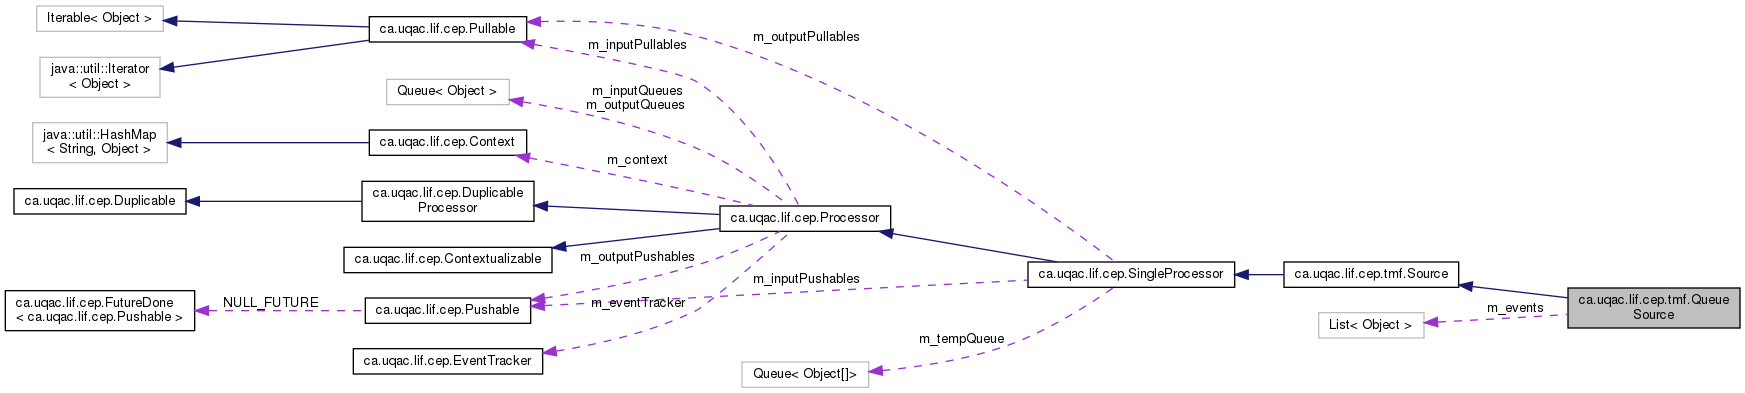 Iterable< Object >
ca.uqac.lif.cep.Pullable
m_outputPullables
m_inputPullables
java::util::Iterator
< Object >
Queue< Object >
m_inputQueues
m_outputQueues
java::util::HashMap
< String, Object >
ca.uqac.lif.cep.Context
m_context
ca.uqac.lif.cep.Duplicable
ca.uqac.lif.cep.Duplicable
Processor
ca.uqac.lif.cep.Processor
ca.uqac.lif.cep.Contextualizable
m_outputPushables
m_inputPushables
ca.uqac.lif.cep.SingleProcessor
ca.uqac.lif.cep.tmf.Source
ca.uqac.lif.cep.tmf.Queue
Source
ca.uqac.lif.cep.FutureDone
< ca.uqac.lif.cep.Pushable >
NULL_FUTURE
ca.uqac.lif.cep.Pushable
m_eventTracker
m_events
List< Object >
m_tempQueue
ca.uqac.lif.cep.EventTracker
Queue< Object[]>